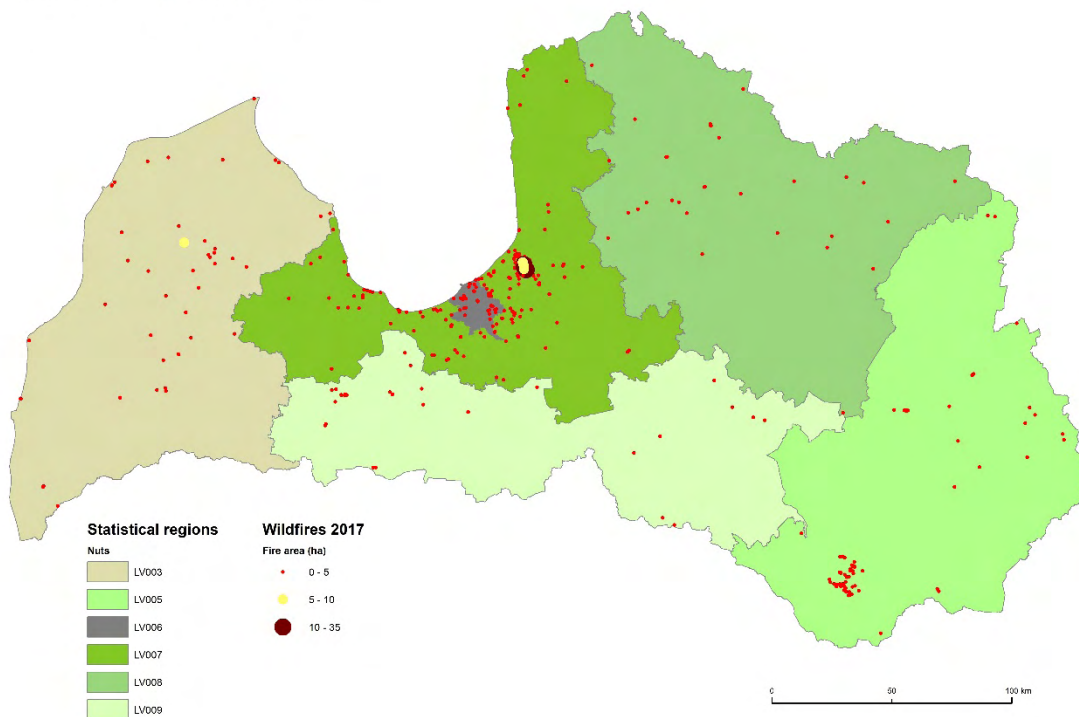 Statistical regions
Nuts
LV003
LV005
LV006
LV007
LV008
LV009
Wildfires 2017
Fire area (ha)
0 - 5
5 - 10
10 - 35
0 50 100 km